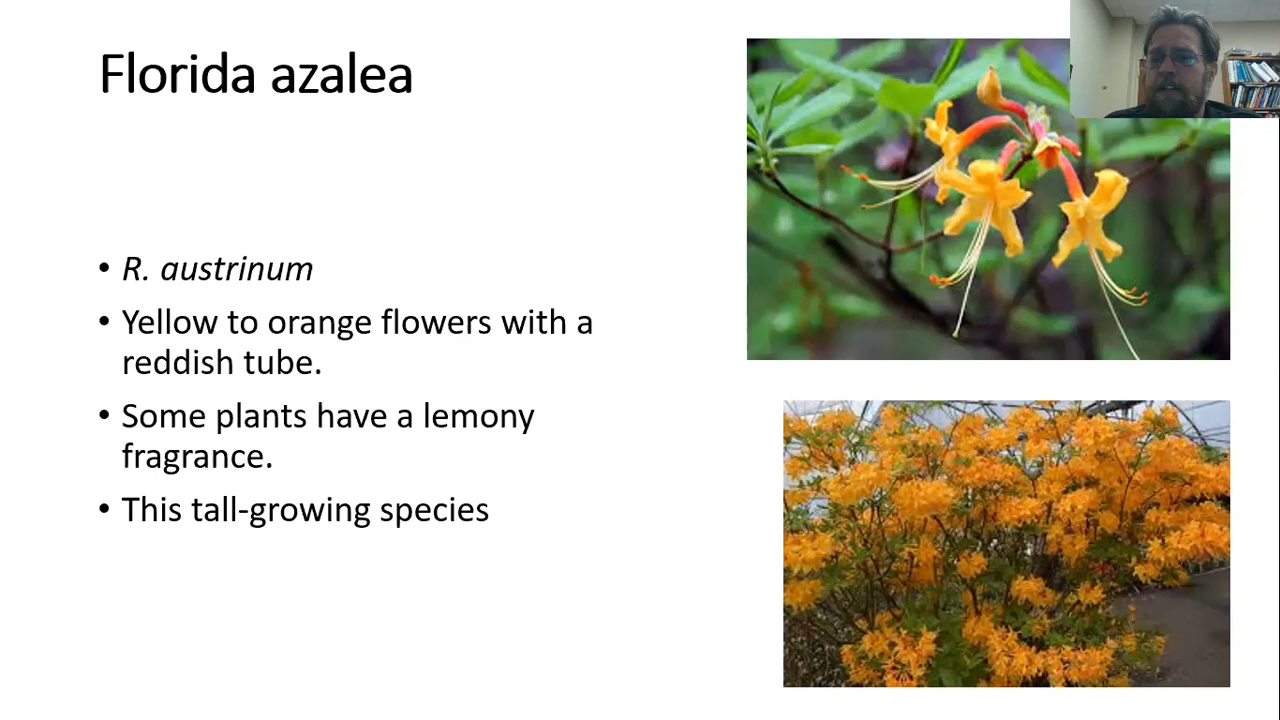 Florida azalea
• R. austrinum
• Yellow to orange flowers with a
reddish tube.
• Some plants have a lemony
fragrance.
• This tall-growing species